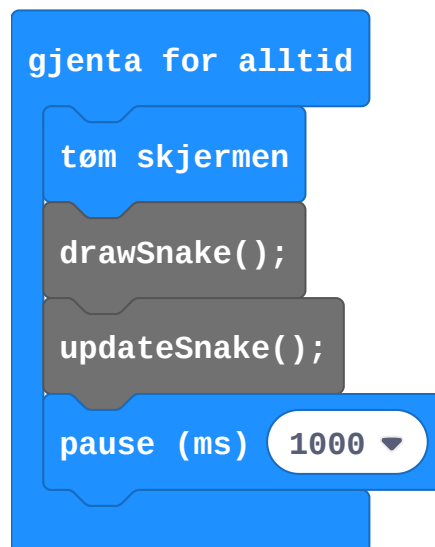 gjenta for alltid
tøm skjermen
drawSnake();
updateSnake();
pause (ms) 1000